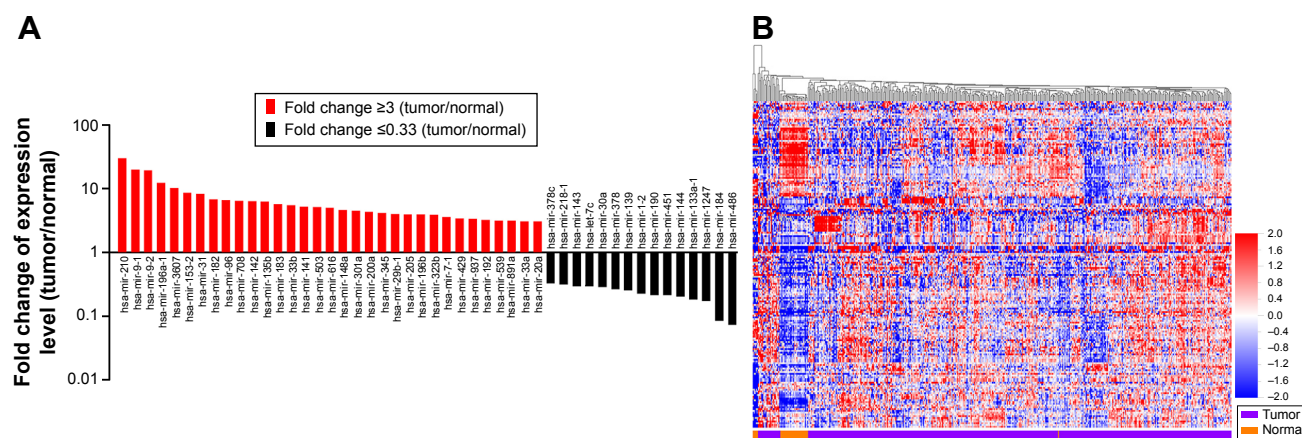 A
Fold change of expression
level (tumor/normal)
Fold change ≥3 (tumor/normal)
Fold change ≤0.33 (tumor/normal)
100
10
1
0.1
0.01
hsa-mir-210
hsa-mir-9-1
hsa-mir-9-2
hsa-mir-196a-1
hsa-mir-3607
hsa-mir-153-2
hsa-mir-31
hsa-mir-182
hsa-mir-96
hsa-mir-708
hsa-mir-142
hsa-mir-135b
hsa-mir-183
hsa-mir-33b
hsa-mir-141
hsa-mir-503
hsa-mir-616
hsa-mir-148a
hsa-mir-301a
hsa-mir-200a
hsa-mir-345
hsa-mir-29b-1
hsa-mir-205
hsa-mir-196b
hsa-mir-323b
hsa-mir-7-1
hsa-mir-429
hsa-mir-937
hsa-mir-192
hsa-mir-539
hsa-mir-891a
hsa-mir-33a
hsa-mir-20a
hsa-mir-378c
hsa-mir-218-1
hsa-mir-143
hsa-let-7c
hsa-mir-30a
hsa-mir-378
hsa-mir-139
hsa-mir-1-2
hsa-mir-190
hsa-mir-451
hsa-mir-144
hsa-mir-133a-1
hsa-mir-1247
hsa-mir-184
hsa-mir-486
B
2.0
1.6
1.2
0.8
0.4
0.0
−0.4
−0.8
−1.2
−1.6
−2.0
Tumor
Norma